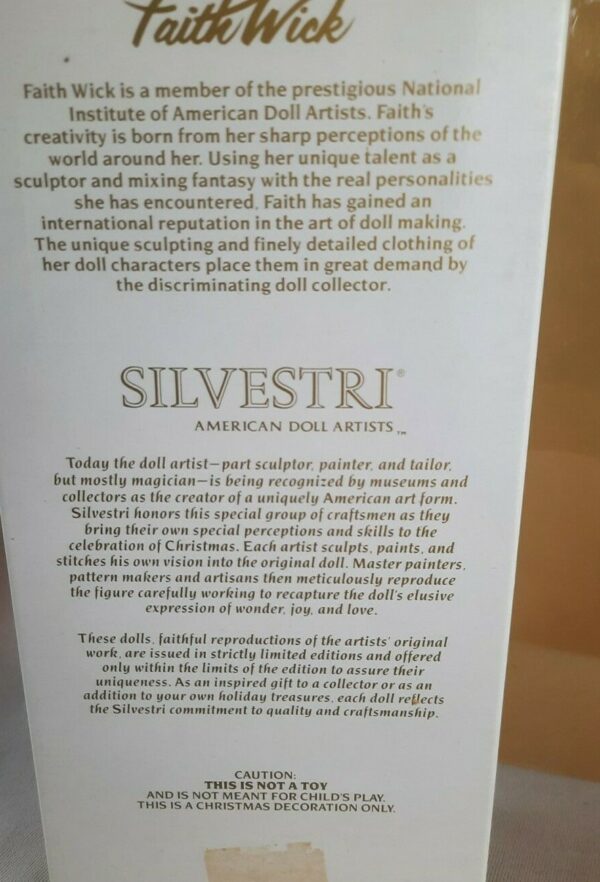 Faith Wick
Faith Wick is a member of the prestigious National
Institute of American Doll Artists. Faith's
creativity is born from her sharp perceptions of the
world around her. Using her unique talent as a
sculptor and mixing fantasy with the real personalities
she has encountered, Faith has gained an
international reputation in the art of doll making.
The unique sculpting and finely detailed clothing of
her doll characters place them in great demand by
the discriminating doll collector.
SILVESTRI®
AMERICAN DOLL ARTISTS™
Today the doll artist—part sculptor, painter, and tailor,
but mostly magician—is being recognized by museums and
collectors as the creator of a uniquely American art form.
Silvestri honors this special group of craftsmen as they
bring their own special perceptions and skills to the
celebration of Christmas. Each artist sculpts, paints, and
stitches his own vision into the original doll. Master painters,
pattern makers and artisans then meticulously reproduce
the figure carefully working to recapture the doll's elusive
expression of wonder, joy, and love.
These dolls, faithful reproductions of the artists' original
work, are issued in strictly limited editions and offered
only within the limits of the edition to assure their
uniqueness. As an inspired gift to a collector or as an
addition to your own holiday treasures, each doll reflects
the Silvestri commitment to quality and craftsmanship.
CAUTION:
THIS IS NOT A TOY
AND IS NOT MEANT FOR CHILD'S PLAY.
THIS IS A CHRISTMAS DECORATION ONLY.